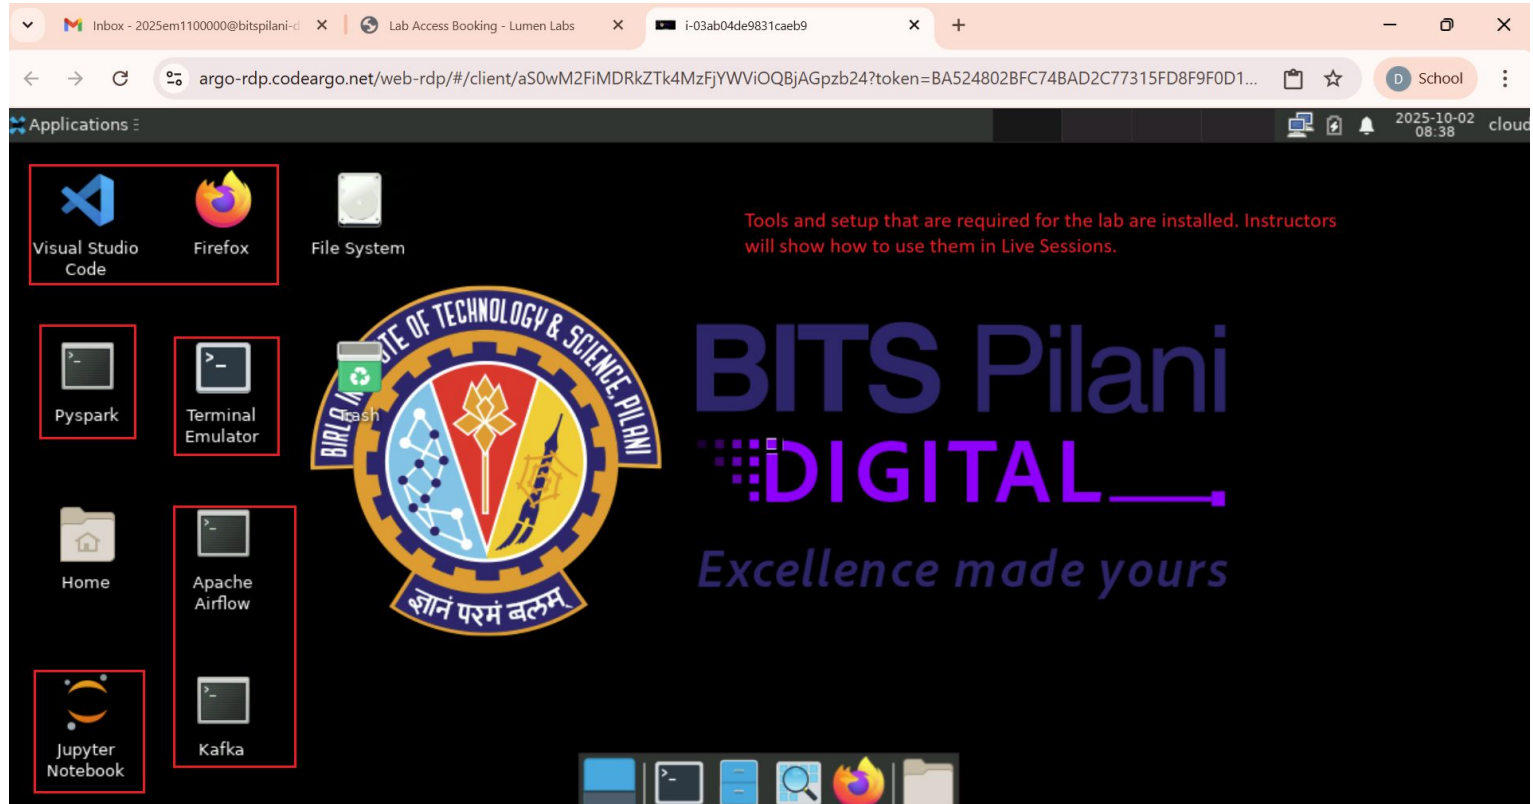 Inbox - 2025em1100000@bitspilani-d
Lab Access Booking - Lumen Labs
i-03ab04de9831caeb9
argo-rdp.codeargo.net/web-rdp/#/client/aS0wM2FiMDRkZTk4MzFjYWViOQBjAGpzb24?token=BA524802BFC74BAD2C77315FD8F9F0D1...
D School
Applications
2025-10-02
08:38
cloud
Visual Studio
Code
Firefox
File System
Tools and setup that are required for the lab are installed. Instructors
will show how to use them in Live Sessions.
Pyspark
Terminal
Emulator
Trash
Home
Apache
Airflow
Jupyter
Notebook
Kafka
BIRLA INSTITUTE OF TECHNOLOGY & SCIENCE, PILANI
ज्ञानं परमं बलम्
BITS Pilani
DIGITAL
Excellence made yours